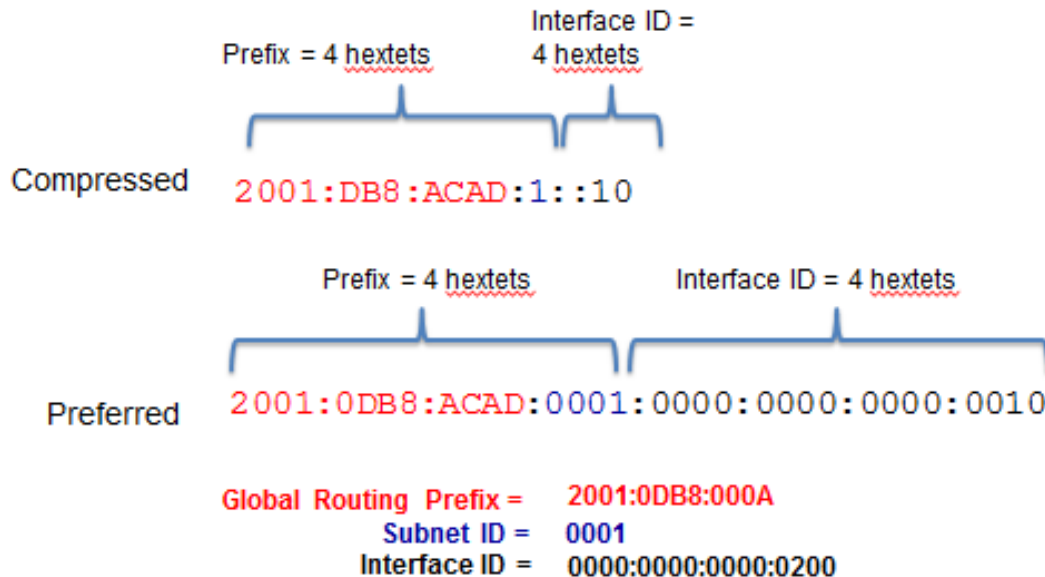 Interface ID =
Prefix = 4 hextets 4 hextets
Compressed 2001:DB8:ACAD:1::10
Prefix = 4 hextets Interface ID = 4 hextets
Preferred 2001:0DB8:ACAD:0001:0000:0000:0000:0010
Global Routing Prefix = 2001:0DB8:000A
Subnet ID = 0001
Interface ID = 0000:0000:0000:0200